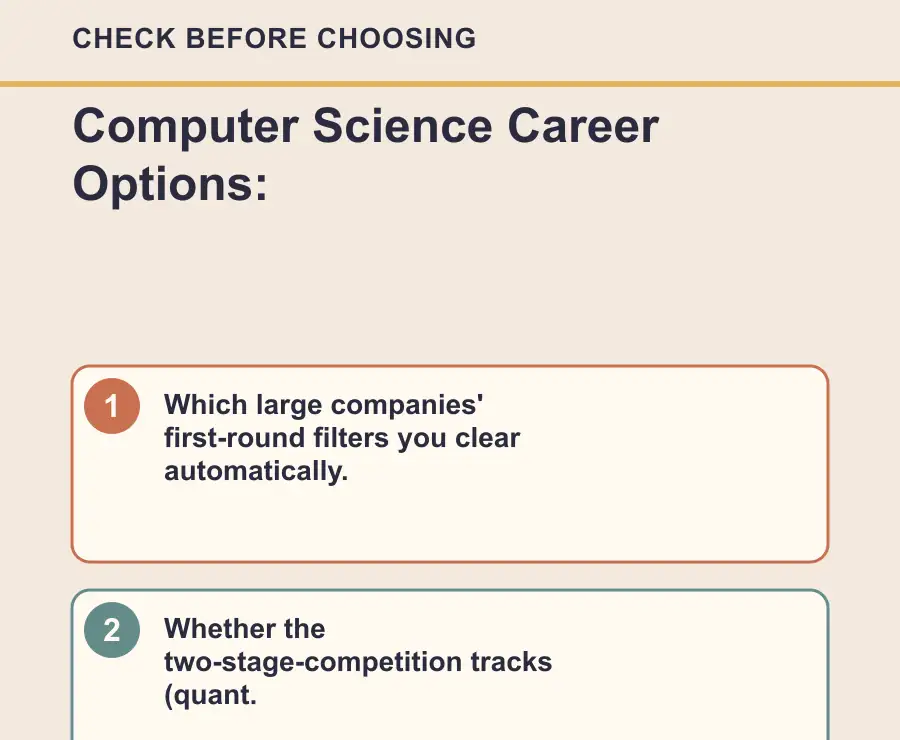 CHECK BEFORE CHOOSING
Computer Science Career
Options:
1
Which large companies'
first-round filters you clear
automatically.
2
Whether the
two-stage-competition tracks
(quant.